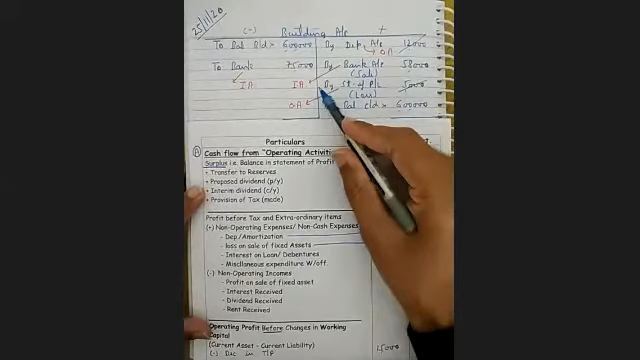 25/11/20
(-) Building A/c +
To Bal b/d 600000 By Dep. A/c 12000
→ OA
To Bank 75000 By Bank A/c 58000
(Sale)
IA IA By St. of P/L 5000
(Loss)
OA Bal c/d 600000
Particulars
(A) Cash flow from "Operating Activiti
Surplus i.e. Balance in statement of Profit
+ Transfer to Reserves
+ Proposed dividend (p/y)
+ Interim dividend (c/y)
+ Provision of Tax (made)
Profit before Tax and Extra-ordinary items
(+) Non-Operating Expenses/ Non-Cash Expenses
- Dep/Amortization
- loss on sale of fixed Assets
- Interest on Loan/ Debentures
- Miscllaneous expenditure W/off.
(-) Non-Operating Incomes
- Profit on sale of fixed asset
- Interest Received
- Dividend Received
- Rent Received
Operating Profit Before Changes in Working
Capital
(Current Asset - Current Liability) 15000
(-) Dec in T/P